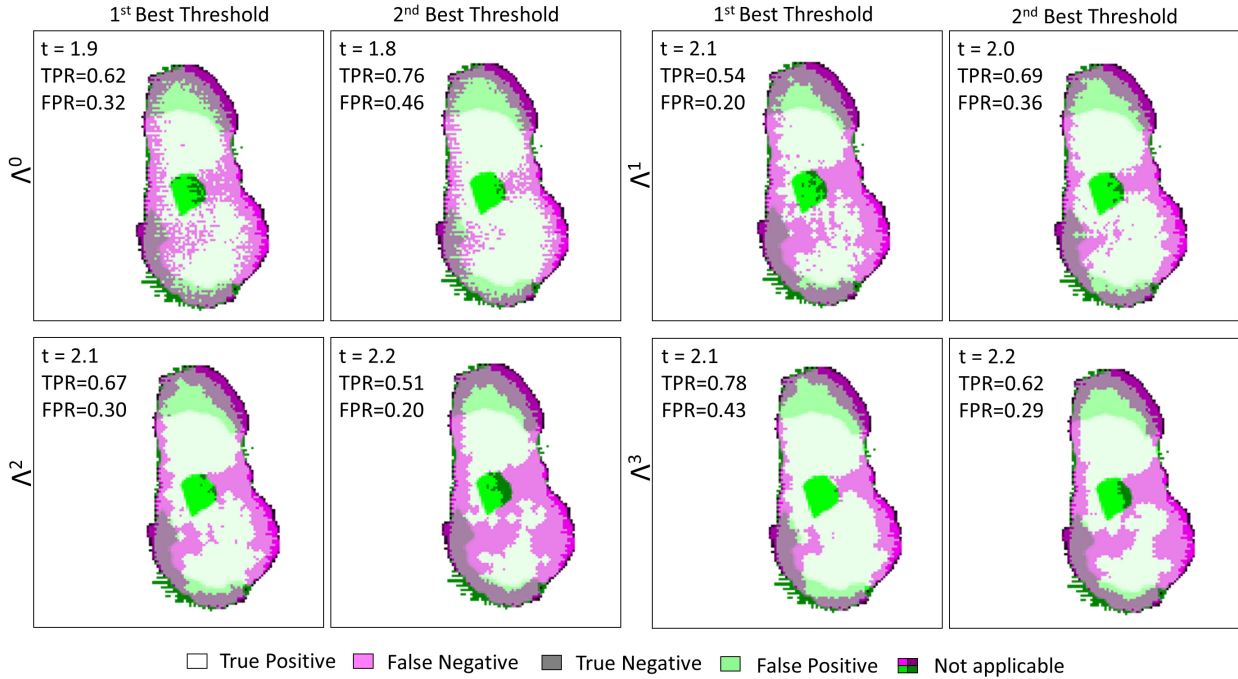 1st Best Threshold
2nd Best Threshold
1st Best Threshold
2nd Best Threshold
Λ0
t = 1.9
TPR=0.62
FPR=0.32
t = 1.8
TPR=0.76
FPR=0.46
Λ1
t = 2.1
TPR=0.54
FPR=0.20
t = 2.0
TPR=0.69
FPR=0.36
Λ2
t = 2.1
TPR=0.67
FPR=0.30
t = 2.2
TPR=0.51
FPR=0.20
Λ3
t = 2.1
TPR=0.78
FPR=0.43
t = 2.2
TPR=0.62
FPR=0.29
True Positive
False Negative
True Negative
False Positive
Not applicable